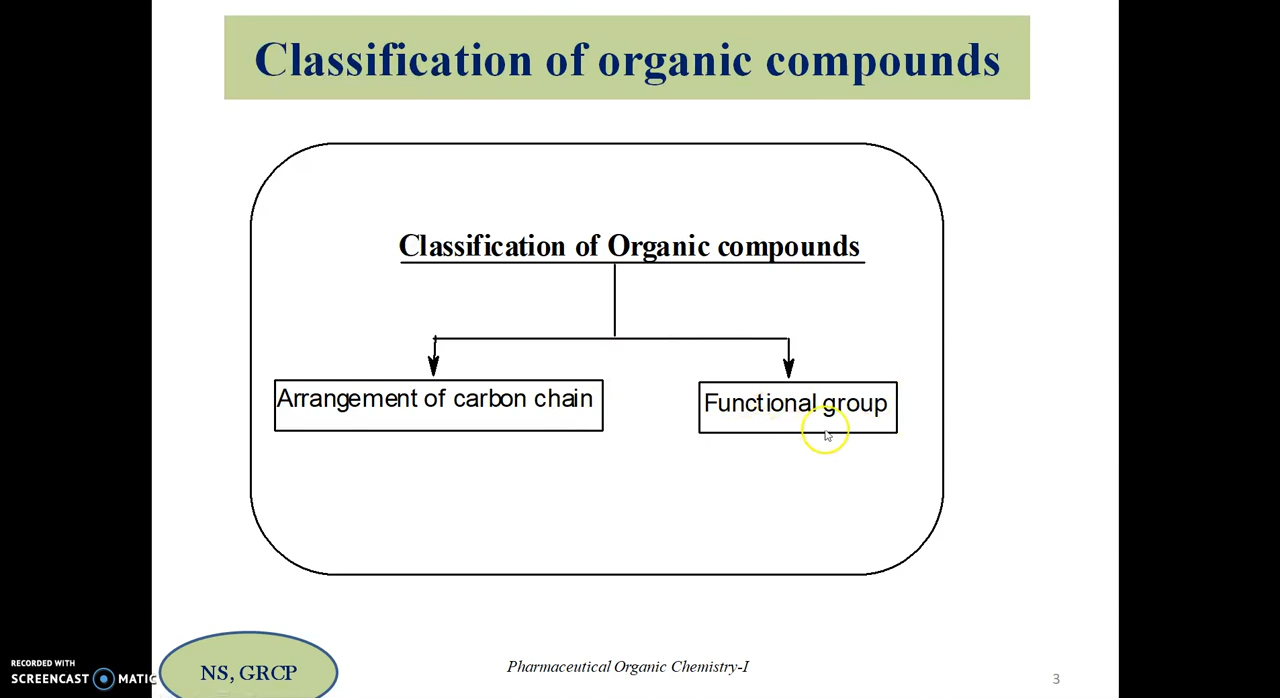 Classification of organic compounds
Classification of Organic compounds
Arrangement of carbon chain
Functional group
RECORDED WITH
SCREENCAST MATIC
NS, GRCP
Pharmaceutical Organic Chemistry-I
3